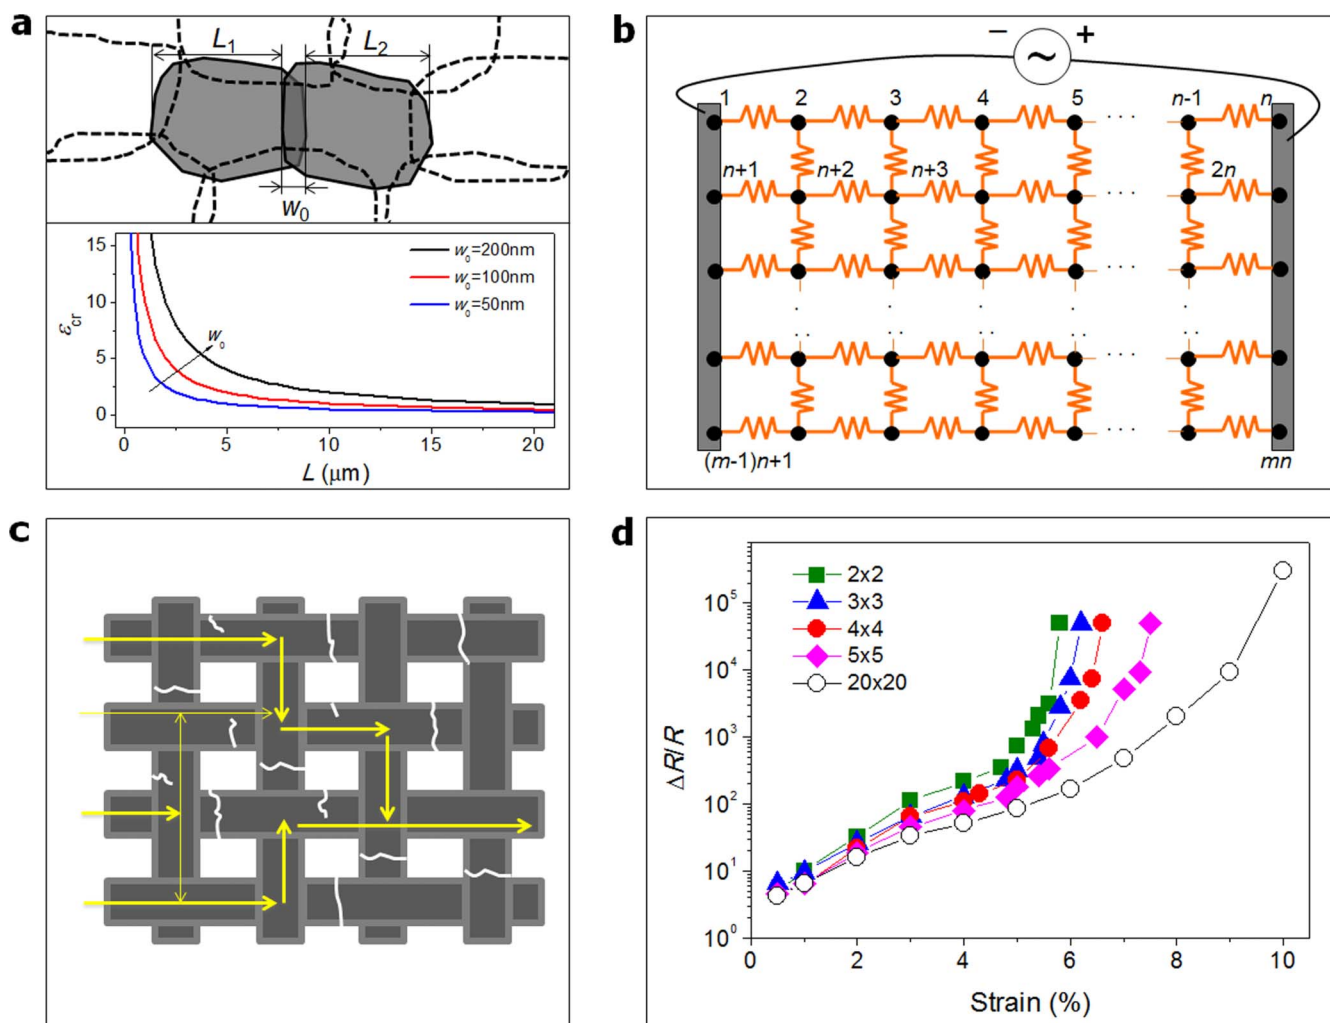 a
L1 L2
w0
15
10
5
0
εcr
w0=200nm
w0=100nm
w0=50nm
w0
0 5 10 15 20
L (μm)
b
− ~ +
1 2 3 4 5 · · · n-1 n
n+1 n+2 n+3 · · · 2n
· · ·
· · ·
· · ·
(m-1)n+1 mn
c
d
2x2
3x3
4x4
5x5
20x20
10^5
10^4
10^3
10^2
10^1
10^0
ΔR/R
0 2 4 6 8 10
Strain (%)